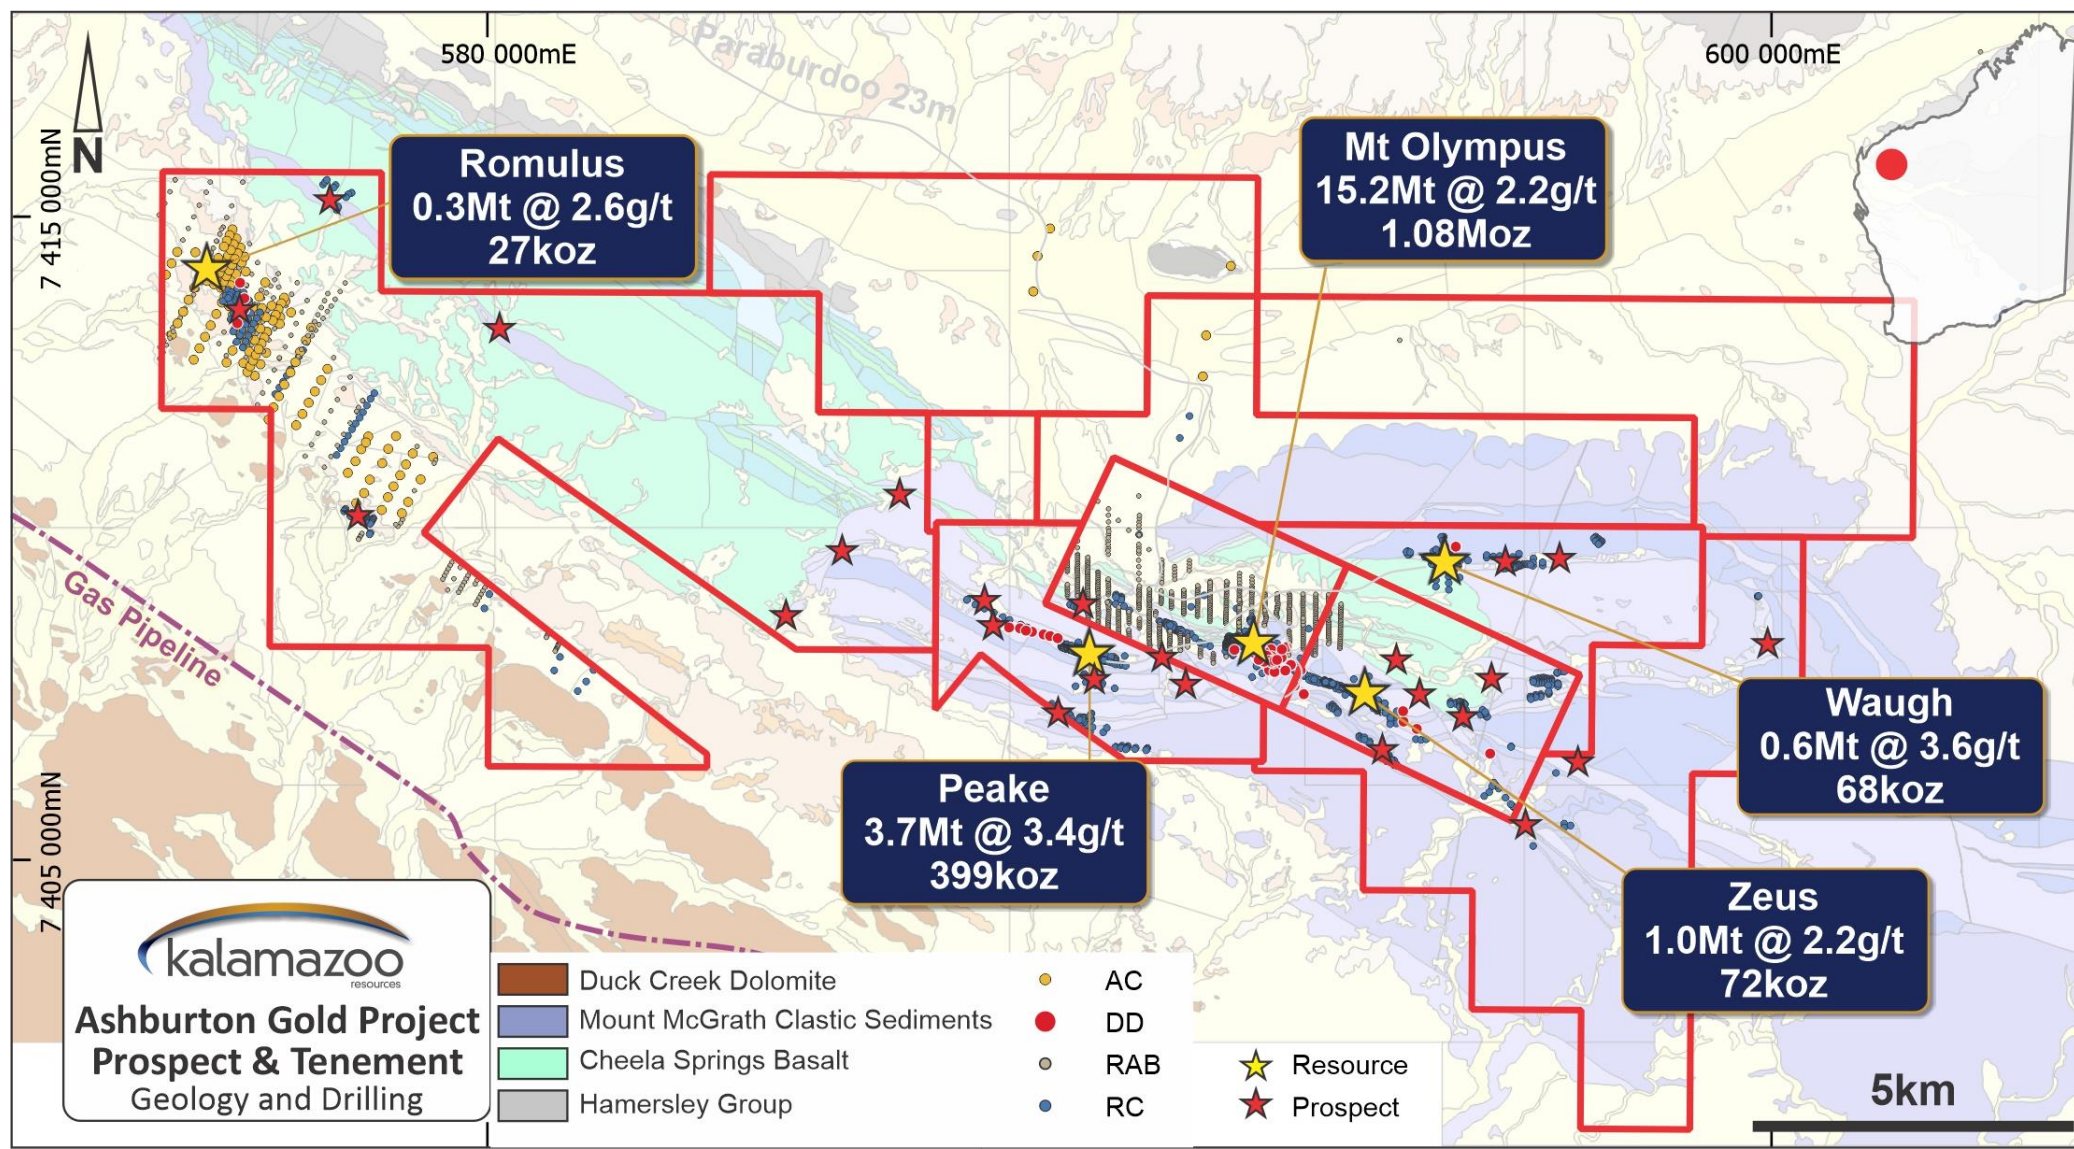 580 000mE
600 000mE
Paraburdoo 23m
N
7 415 000mN
7 405 000mN
Romulus
0.3Mt @ 2.6g/t
27koz
Mt Olympus
15.2Mt @ 2.2g/t
1.08Moz
Gas Pipeline
Peake
3.7Mt @ 3.4g/t
399koz
Waugh
0.6Mt @ 3.6g/t
68koz
Zeus
1.0Mt @ 2.2g/t
72koz
kalamazoo
resources
Ashburton Gold Project
Prospect & Tenement
Geology and Drilling
Duck Creek Dolomite
Mount McGrath Clastic Sediments
Cheela Springs Basalt
Hamersley Group
AC
DD
RAB
RC
Resource
Prospect
5km